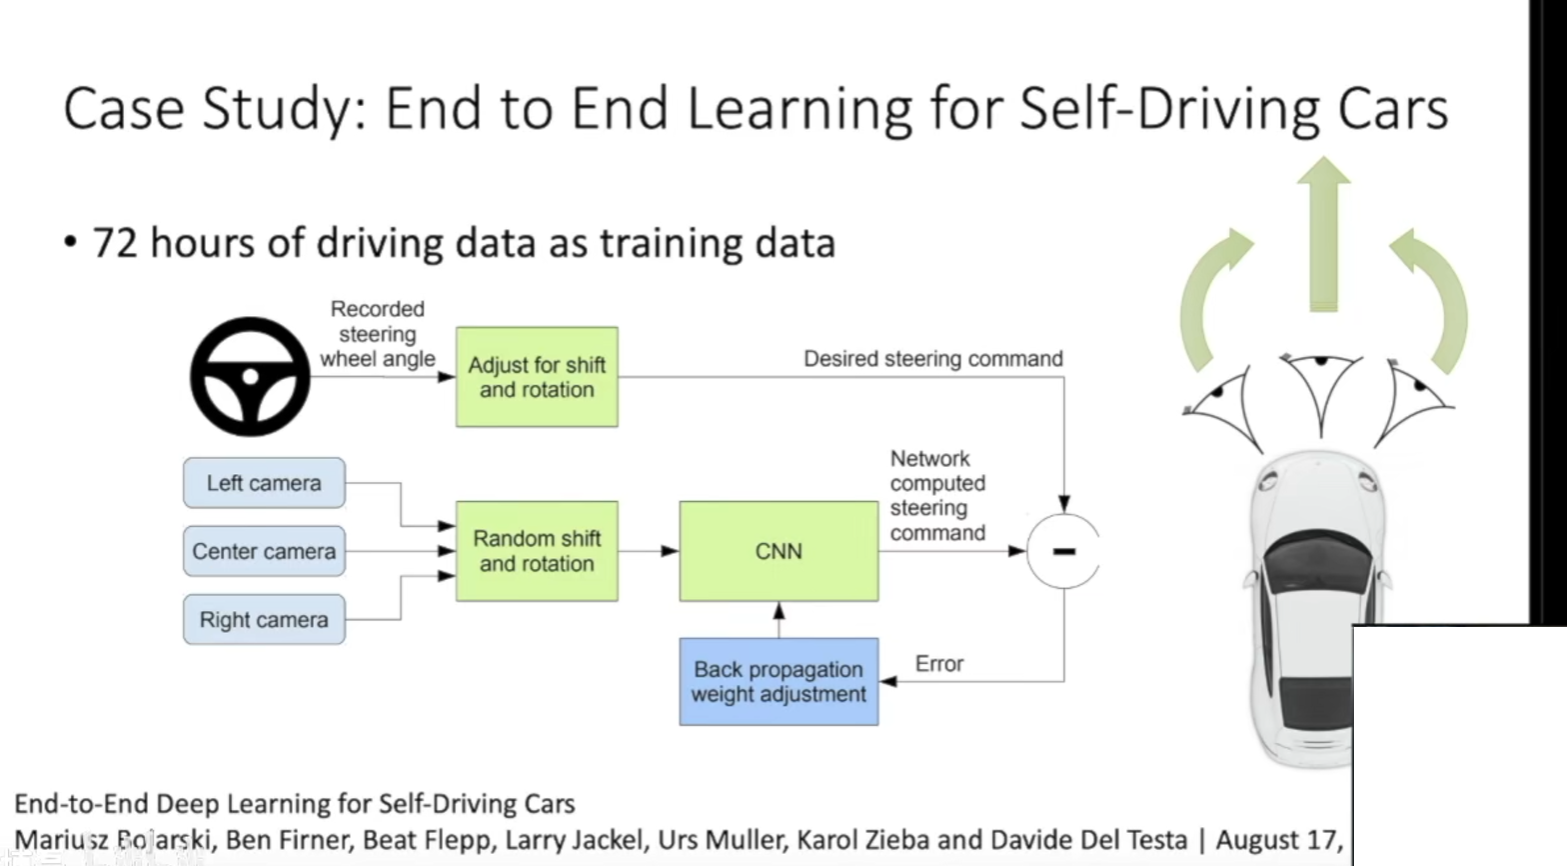 Case Study: End to End Learning for Self-Driving Cars
• 72 hours of driving data as training data
Recorded
steering
wheel angle
Adjust for shift
and rotation
Desired steering command
Left camera
Center camera
Right camera
Random shift
and rotation
CNN
Network
computed
steering
command
Back propagation
weight adjustment
Error
End-to-End Deep Learning for Self-Driving Cars
Mariusz Bojarski, Ben Firner, Beat Flepp, Larry Jackel, Urs Muller, Karol Zieba and Davide Del Testa | August 17,